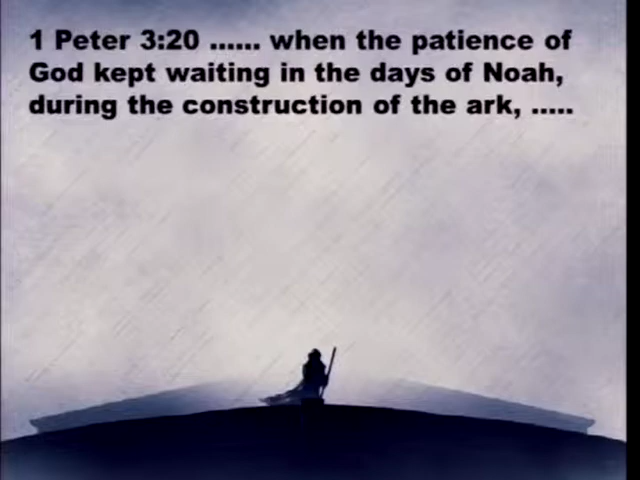 1 Peter 3:20 ...... when the patience of
God kept waiting in the days of Noah,
during the construction of the ark, .....